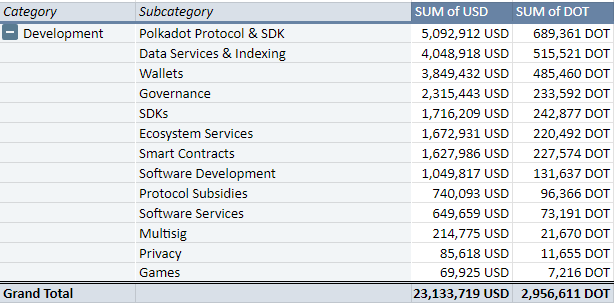 Category Subcategory SUM of USD SUM of DOT
Development Polkadot Protocol & SDK 5,092,912 USD 689,361 DOT
Data Services & Indexing 4,048,918 USD 515,521 DOT
Wallets 3,849,432 USD 485,460 DOT
Governance 2,315,443 USD 233,592 DOT
SDKs 1,716,209 USD 242,877 DOT
Ecosystem Services 1,672,931 USD 220,492 DOT
Smart Contracts 1,627,986 USD 227,574 DOT
Software Development 1,049,817 USD 131,637 DOT
Protocol Subsidies 740,093 USD 96,366 DOT
Software Services 649,659 USD 73,191 DOT
Multisig 214,775 USD 21,670 DOT
Privacy 85,618 USD 11,655 DOT
Games 69,925 USD 7,216 DOT
Grand Total 23,133,719 USD 2,956,611 DOT